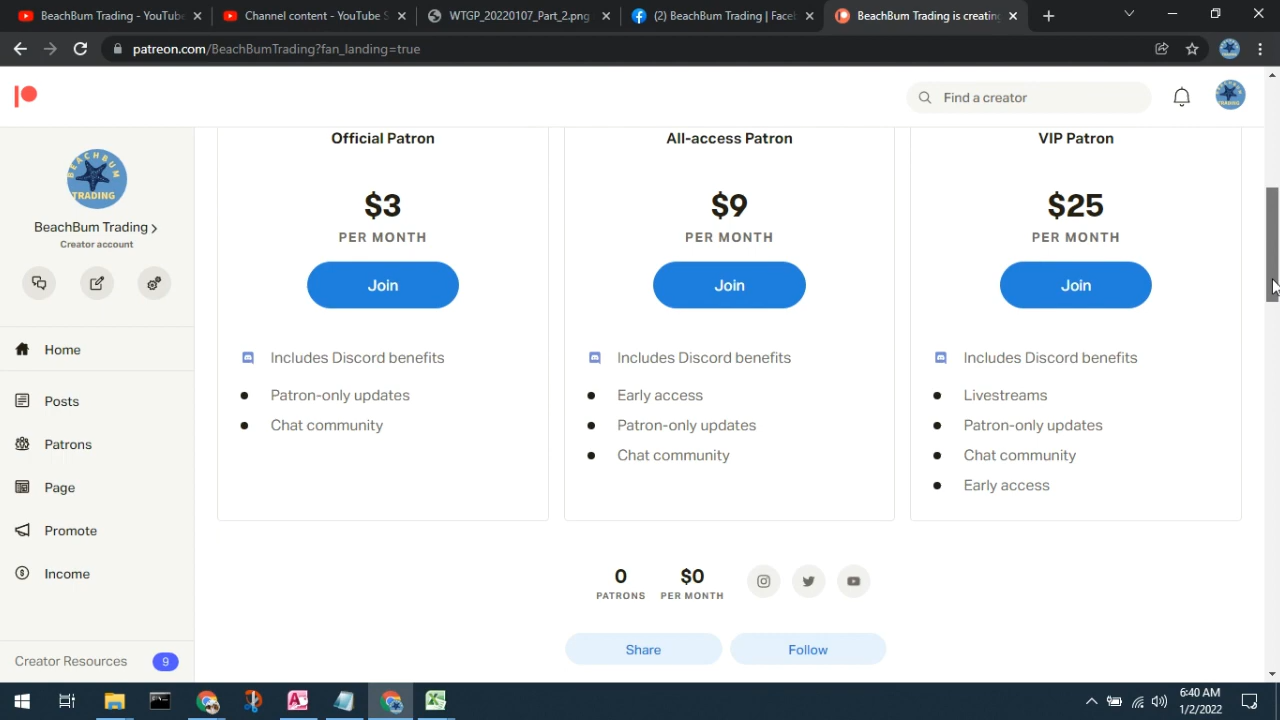 BeachBum Trading - YouTube
Channel content - YouTube S
WTGP_20220107_Part_2.png
(2) BeachBum Trading | Faceb
BeachBum Trading is creating
patreon.com/BeachBumTrading?fan_landing=true
Find a creator
BEACHBUM
TRADING
BeachBum Trading
Creator account
Home
Posts
Patrons
Page
Promote
Income
Creator Resources
9
Official Patron
$3
PER MONTH
Join
Includes Discord benefits
Patron-only updates
Chat community
All-access Patron
$9
PER MONTH
Join
Includes Discord benefits
Early access
Patron-only updates
Chat community
VIP Patron
$25
PER MONTH
Join
Includes Discord benefits
Livestreams
Patron-only updates
Chat community
Early access
0
PATRONS
$0
PER MONTH
Share
Follow
6:40 AM
1/2/2022